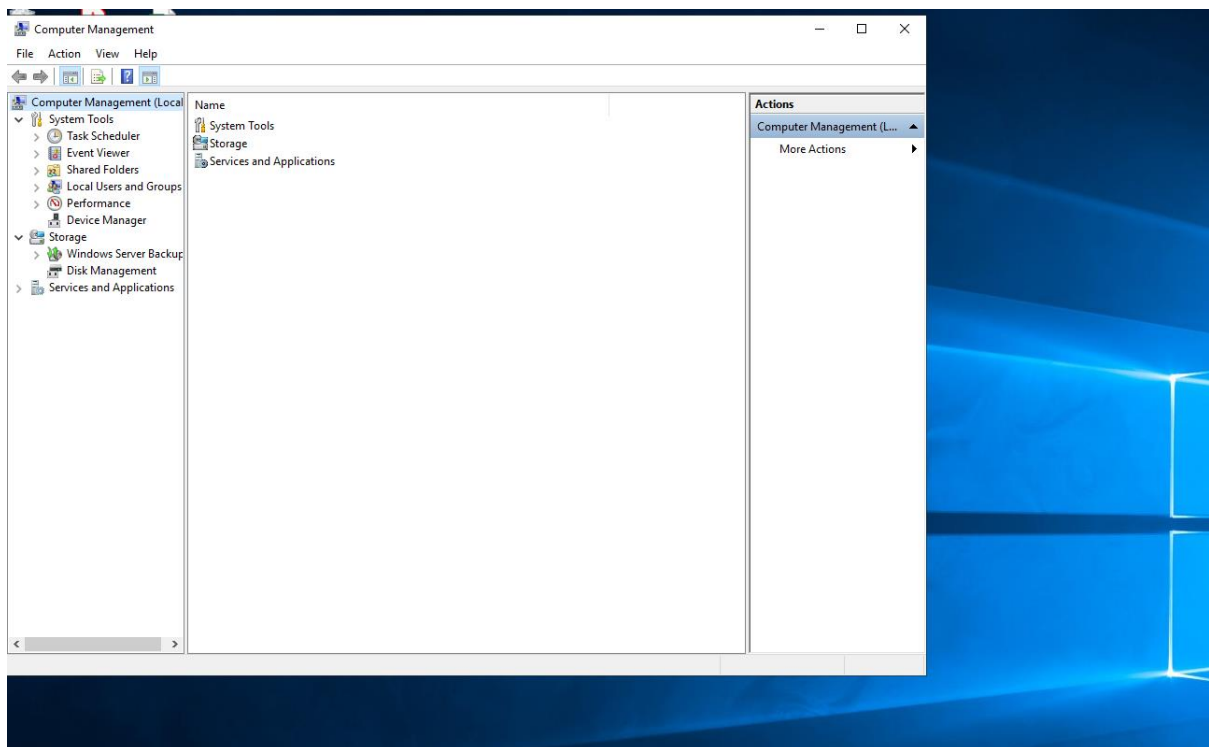 Computer Management
File Action View Help
Computer Management (Local
System Tools
Task Scheduler
Event Viewer
Shared Folders
Local Users and Groups
Performance
Device Manager
Storage
Windows Server Backup
Disk Management
Services and Applications
Name
System Tools
Storage
Services and Applications
Actions
Computer Management (L...
More Actions